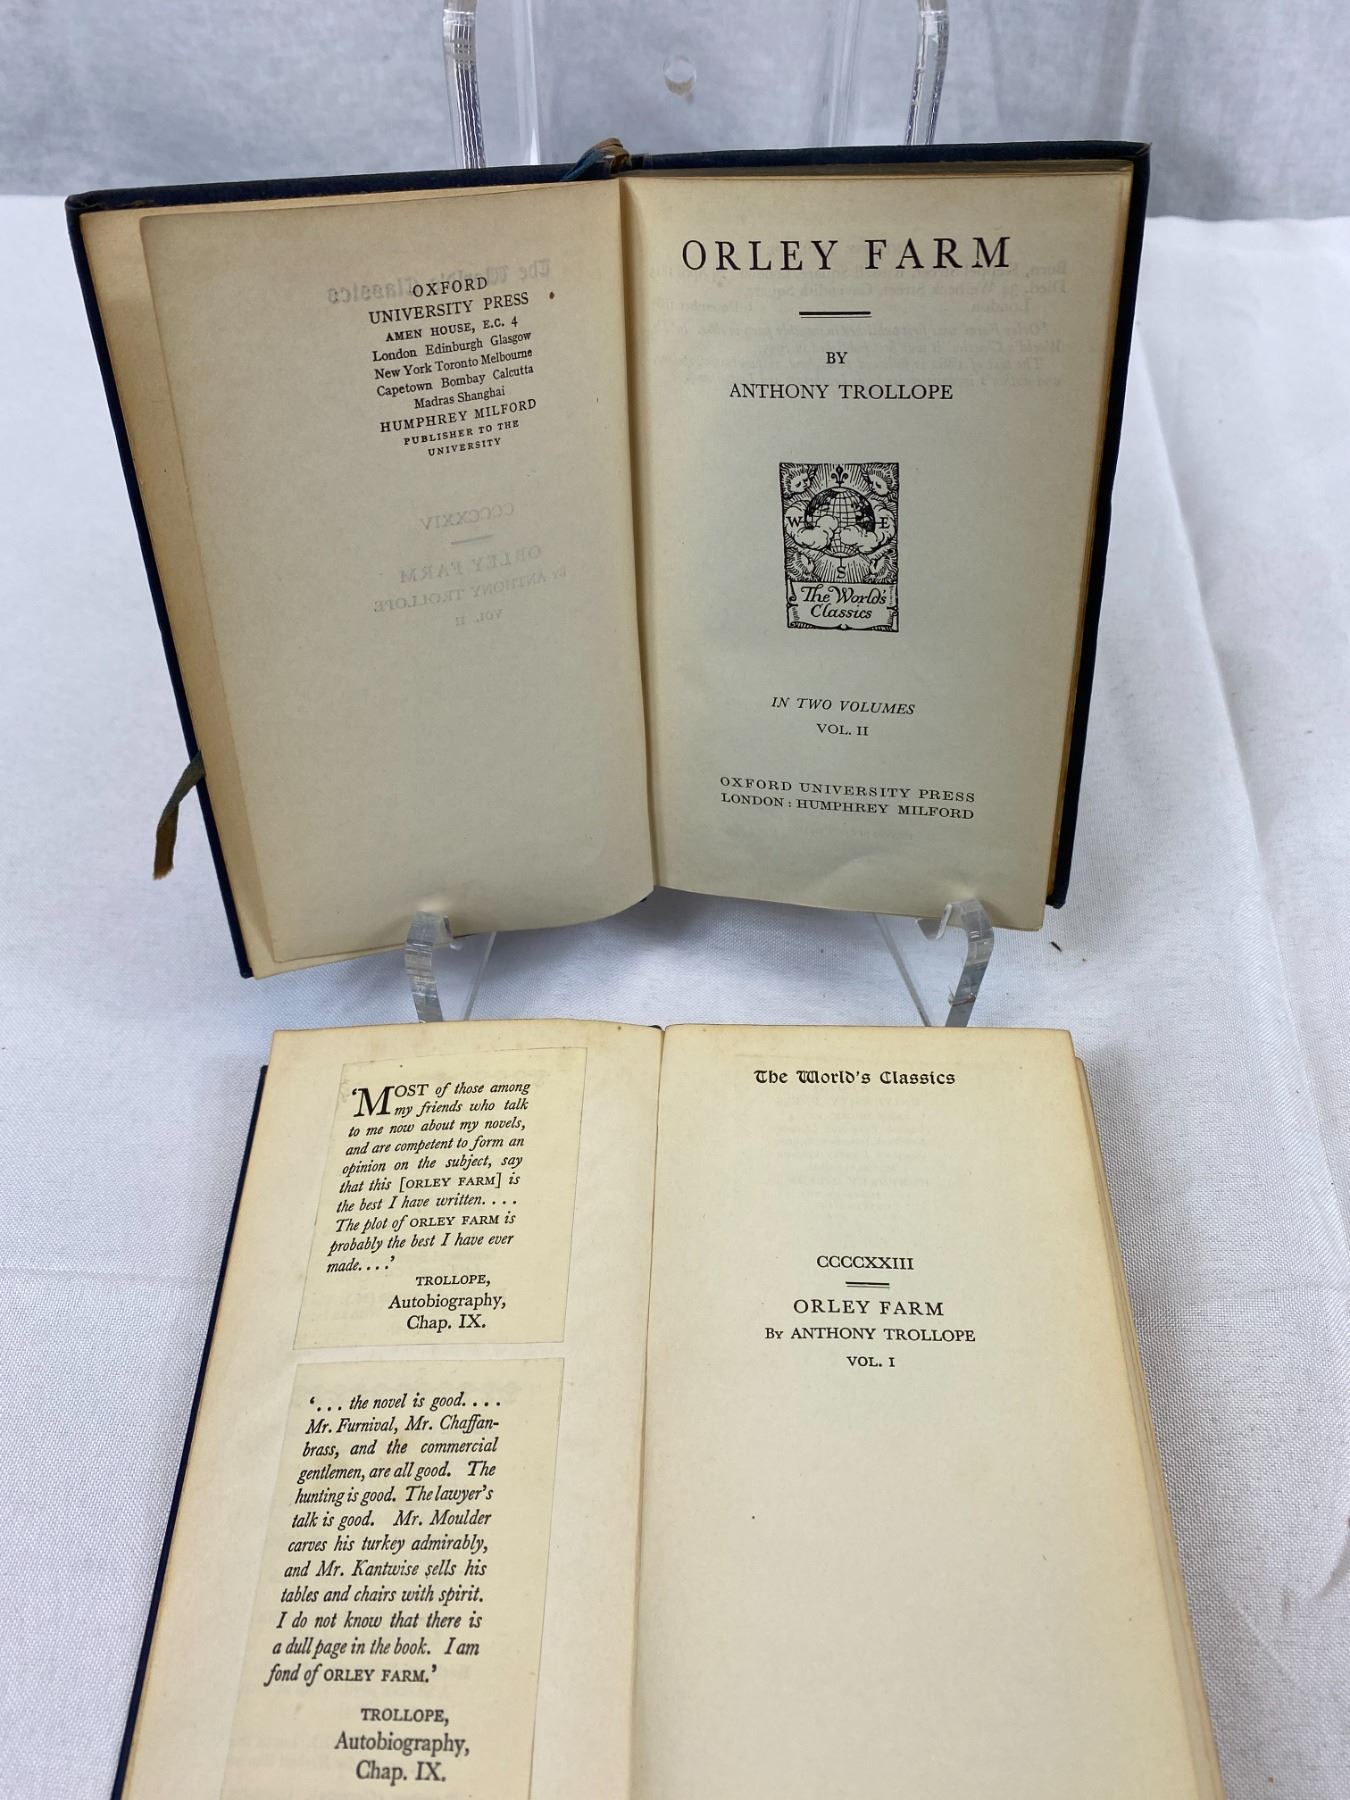 OXFORD
UNIVERSITY PRESS
AMEN HOUSE, E.C. 4
London Edinburgh Glasgow
New York Toronto Melbourne
Capetown Bombay Calcutta
Madras Shanghai
HUMPHREY MILFORD
PUBLISHER TO THE
UNIVERSITY
CCCCXXIV
ORLEY FARM
BY ANTHONY TROLLOPE
VOL. II
ORLEY FARM
BY
ANTHONY TROLLOPE
W E
S
The World's
Classics
IN TWO VOLUMES
VOL. II
OXFORD UNIVERSITY PRESS
LONDON: HUMPHREY MILFORD
'MOST of those among
my friends who talk
to me now about my novels,
and are competent to form an
opinion on the subject, say
that this [ORLEY FARM] is
the best I have written. . . .
The plot of ORLEY FARM is
probably the best I have ever
made. . . .'
TROLLOPE,
Autobiography,
Chap. IX.
'. . . the novel is good. . . .
Mr. Furnival, Mr. Chaffan-
brass, and the commercial
gentlemen, are all good. The
hunting is good. The lawyer's
talk is good. Mr. Moulder
carves his turkey admirably,
and Mr. Kantwise sells his
tables and chairs with spirit.
I do not know that there is
a dull page in the book. I am
fond of ORLEY FARM.'
TROLLOPE,
Autobiography,
Chap. IX.
The World's Classics
CCCCXXIII
ORLEY FARM
By ANTHONY TROLLOPE
VOL. I